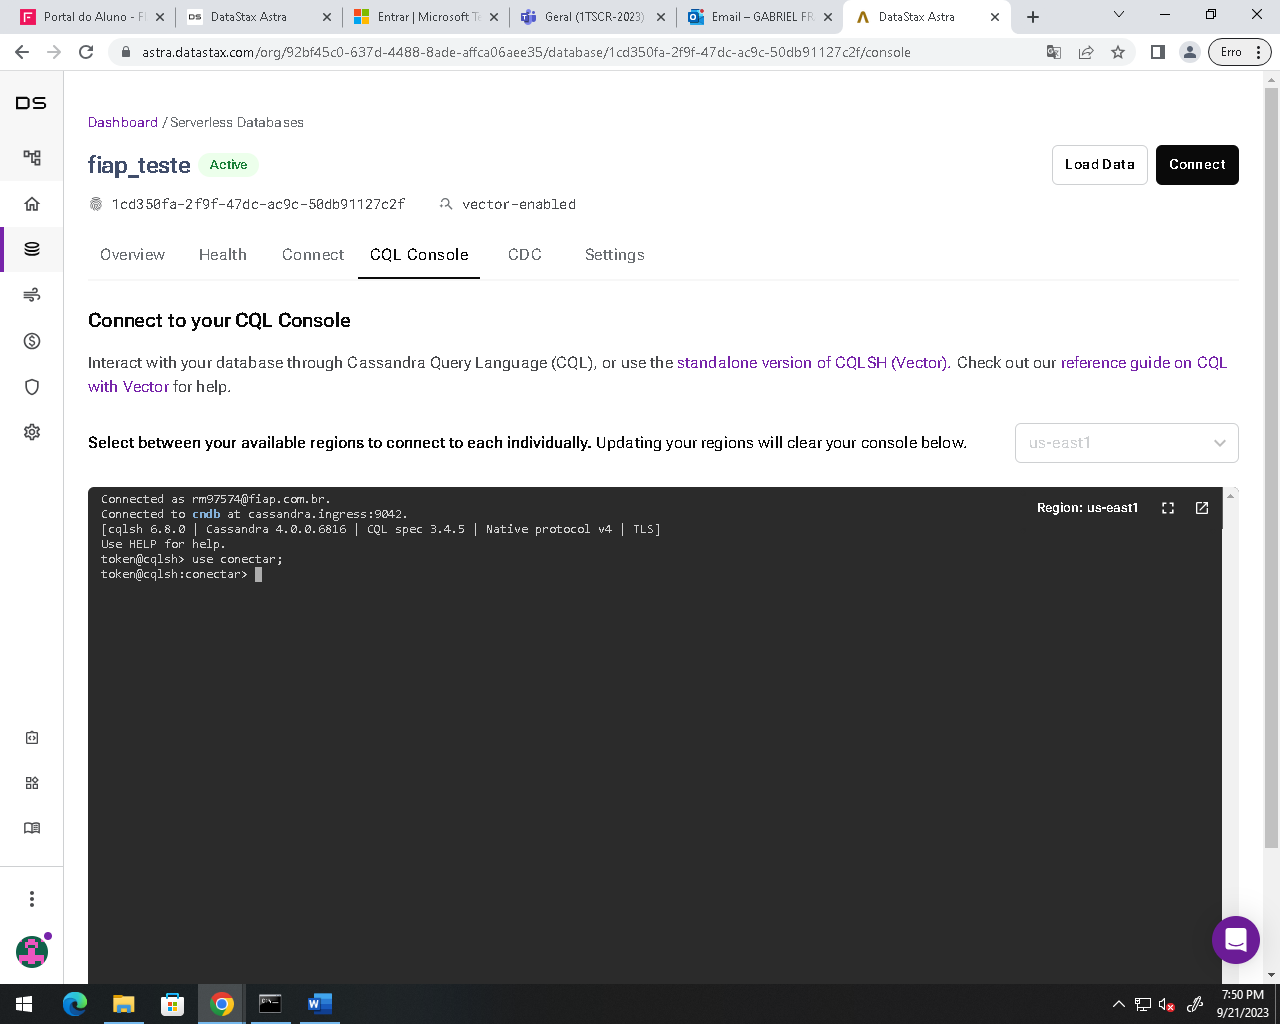 Portal do Aluno - F
DataStax Astra
Entrar | Microsoft Te
Geral (1TSCR-2023)
Email – GABRIEL FR
DataStax Astra
astra.datastax.com/org/92bf45c0-637d-4488-8ade-affca06aee35/database/1cd350fa-2f9f-47dc-ac9c-50db91127c2f/console
Erro
DS
Dashboard / Serverless Databases
fiap_teste Active
Load Data
Connect
1cd350fa-2f9f-47dc-ac9c-50db91127c2f
vector-enabled
Overview
Health
Connect
CQL Console
CDC
Settings
Connect to your CQL Console
Interact with your database through Cassandra Query Language (CQL), or use the standalone version of CQLSH (Vector). Check out our reference guide on CQL
with Vector for help.
Select between your available regions to connect to each individually. Updating your regions will clear your console below.
us-east1
Region: us-east1
Connected as rm97574@fiap.com.br.
Connected to cndb at cassandra.ingress:9042.
[cqlsh 6.8.0 | Cassandra 4.0.0.6816 | CQL spec 3.4.5 | Native protocol v4 | TLS]
Use HELP for help.
token@cqlsh> use conectar;
token@cqlsh:conectar>
7:50 PM
9/21/2023